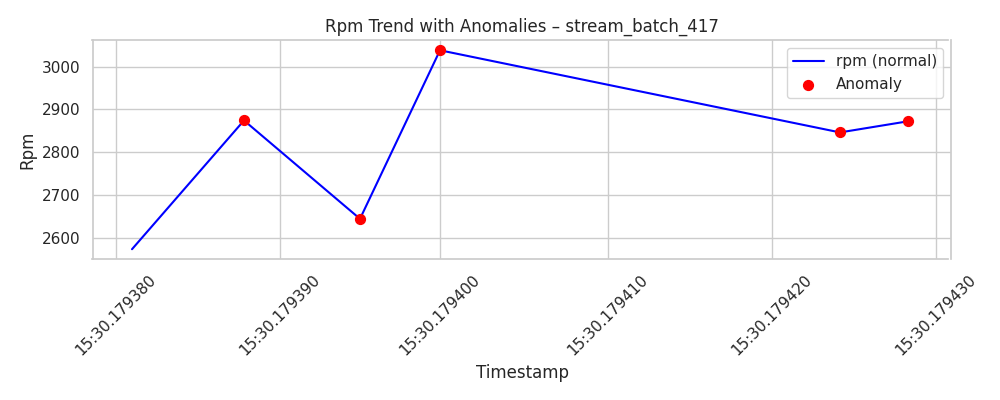 Rpm Trend with Anomalies – stream_batch_417
rpm (normal)
Anomaly
Rpm
3000
2900
2800
2700
2600
15:30.179380
15:30.179390
15:30.179400
15:30.179410
15:30.179420
15:30.179430
Timestamp